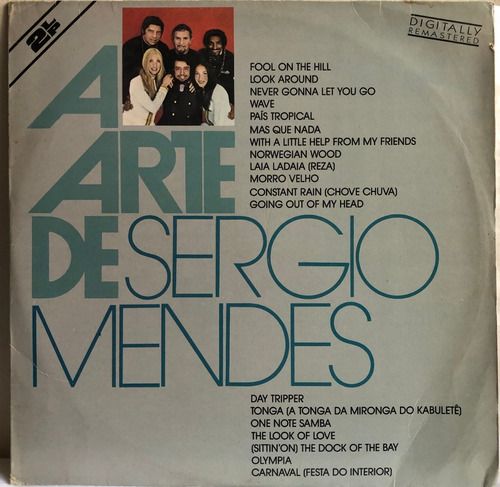 2LP
DIGITALLY
REMASTERED
A
ARTE
DE SERGIO
MENDES
FOOL ON THE HILL
LOOK AROUND
NEVER GONNA LET YOU GO
WAVE
PAÍS TROPICAL
MAS QUE NADA
WITH A LITTLE HELP FROM MY FRIENDS
NORWEGIAN WOOD
LAIA LADAIA (REZA)
MORRO VELHO
CONSTANT RAIN (CHOVE CHUVA)
GOING OUT OF MY HEAD
DAY TRIPPER
TONGA (A TONGA DA MIRONGA DO KABULETÊ)
ONE NOTE SAMBA
THE LOOK OF LOVE
(SITTIN'ON) THE DOCK OF THE BAY
OLYMPIA
CARNAVAL (FESTA DO INTERIOR)